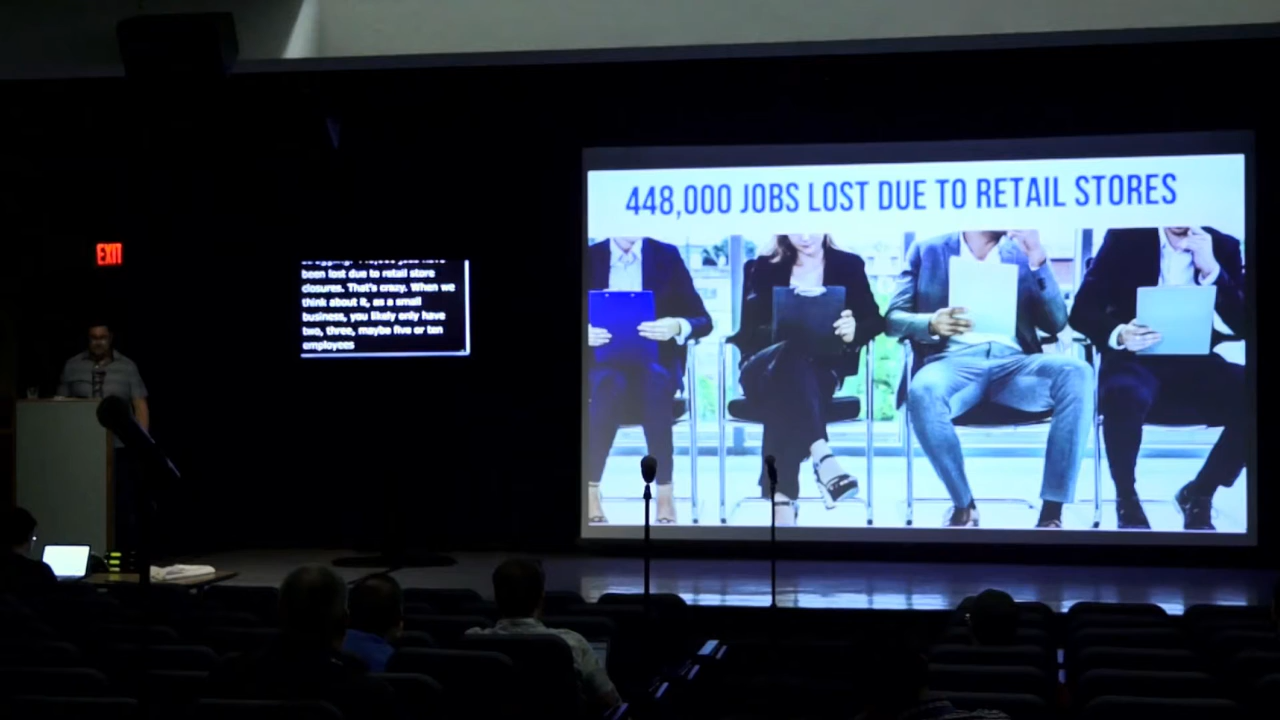 448,000 JOBS LOST DUE TO RETAIL STORES
EXIT
been lost due to retail store
closures. That's crazy. When we
think about it, as a small
business, you likely only have
two, three, maybe five or ten
employees